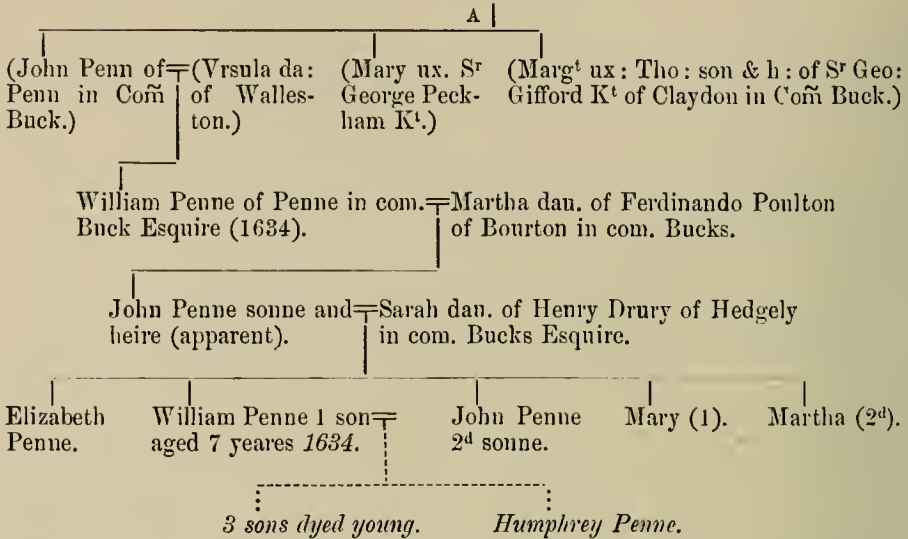 A
(John Penn of
Penn in Com̃
Buck.)
(Vrsula da:
of Walles-
ton.)
(Mary ux. Sʳ
George Peck-
ham Kᵗ.)
(Margᵗ ux: Tho: son & h: of Sʳ Geo:
Gifford Kᵗ of Claydon in Com̃ Buck.)
William Penne of Penne in com.
Buck Esquire (1634).
Martha dau. of Ferdinando Poulton
of Bourton in com. Bucks.
John Penne sonne and
heire (apparent).
Sarah dan. of Henry Drury of Hedgely
in com. Bucks Esquire.
Elizabeth
Penne.
William Penne 1 son
aged 7 yeares 1634.
John Penne
2ᵈ sonne.
Mary (1).
Martha (2ᵈ).
3 sons dyed young.
Humphrey Penne.